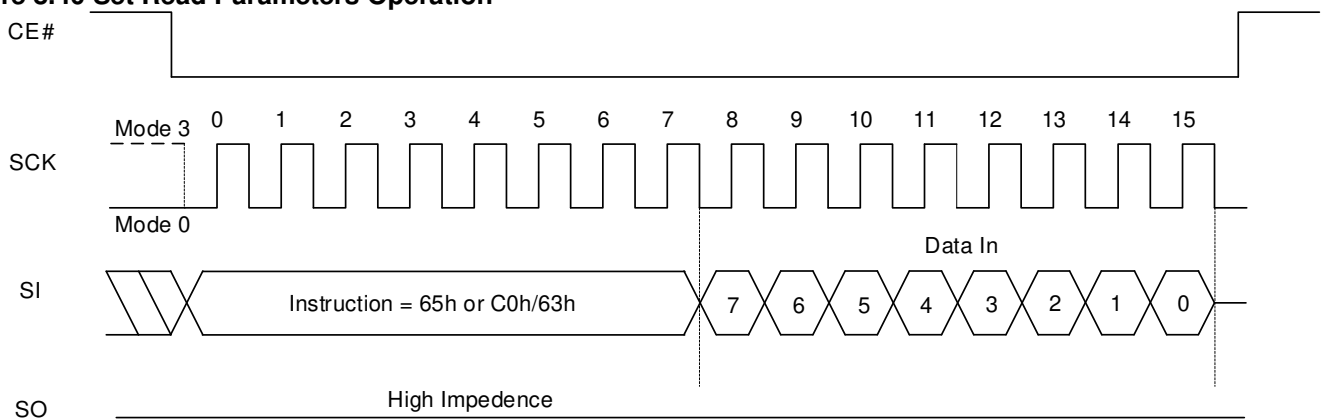 Set Read Parameters Operation
CE#
Mode 3 0 1 2 3 4 5 6 7 8 9 10 11 12 13 14 15
SCK
Mode 0
Data In
SI Instruction = 65h or C0h/63h 7 6 5 4 3 2 1 0
High Impedence
SO